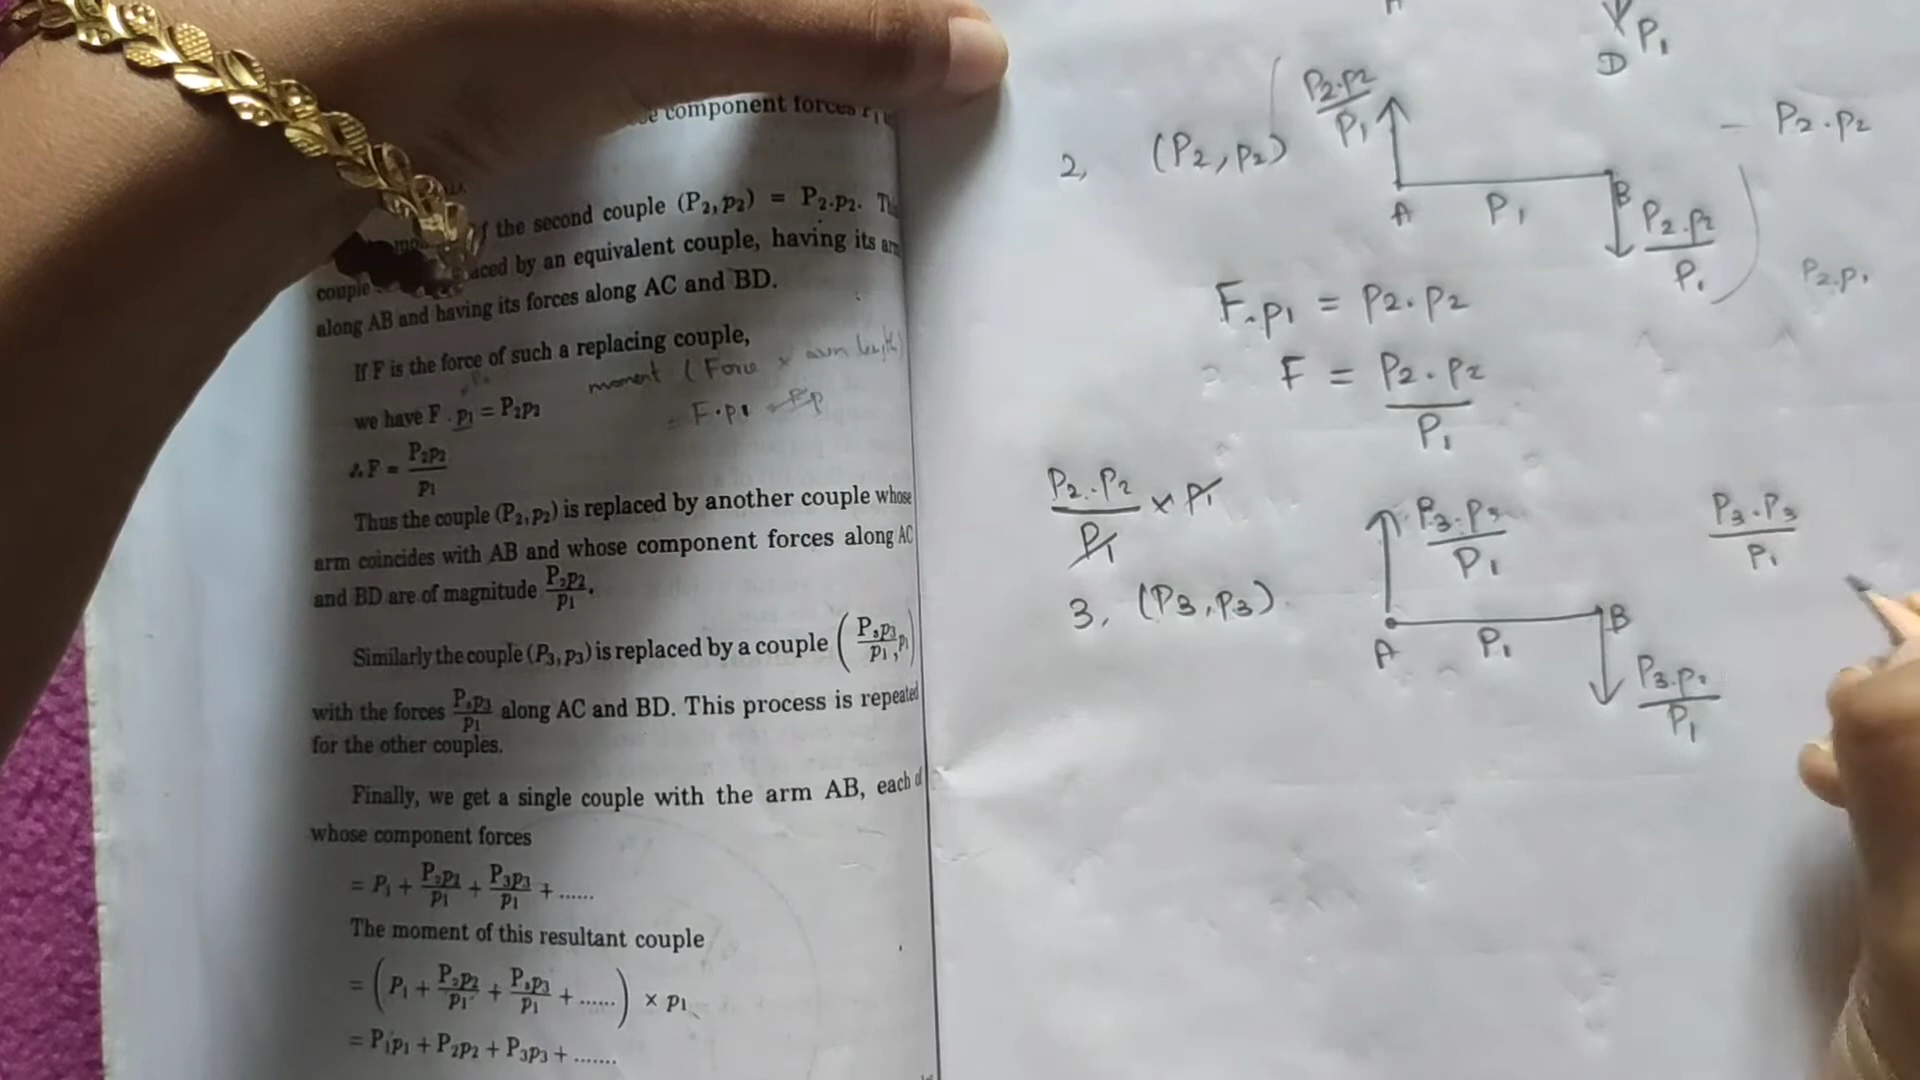 component forces
f the second couple (P₂, p₂) = P₂.p₂.
couple aced by an equivalent couple, having its
along AB and having its forces along AC and BD.
If F is the force of such a replacing couple,
moment (Force × arm length)
we have F . p₁ = P₂p₂
= F.p₁
∴ F = P₂p₂/p₁
Thus the couple (P₂, p₂) is replaced by another couple whose
arm coincides with AB and whose component forces along AC
and BD are of magnitude P₂p₂/p₁.
Similarly the couple (P₃, p₃) is replaced by a couple (P₃p₃/p₁, p₁)
with the forces P₃p₃/p₁ along AC and BD. This process is repeated
for the other couples.
Finally, we get a single couple with the arm AB, each of
whose component forces
= P₁ + P₂p₂/p₁ + P₃p₃/p₁ + ......
The moment of this resultant couple
= (P₁ + P₂p₂/p₁ + P₃p₃/p₁ + ......) × p₁
= P₁p₁ + P₂p₂ + P₃p₃ + .......
P₁
D
2, (P₂, p₂) P₂.p₂/P₁
P₂.p₂
A P₁ B P₂.p₂/P₁
P₂.p₁
F.p₁ = P₂.p₂
F = P₂.p₂/P₁
P₂.p₂/P₁ × P₁
P₃.p₃/P₁ P₃.p₃/P₁
3, (P₃, p₃)
A P₁ B
P₃.p₃/P₁